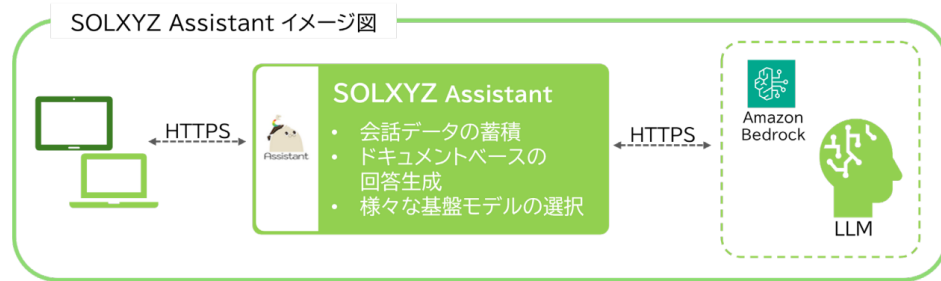 SOLXYZ Assistant イメージ図
HTTPS
Assistant
SOLXYZ Assistant
• 会話データの蓄積
• ドキュメントベースの
回答生成
• 様々な基盤モデルの選択
HTTPS
Amazon
Bedrock
LLM